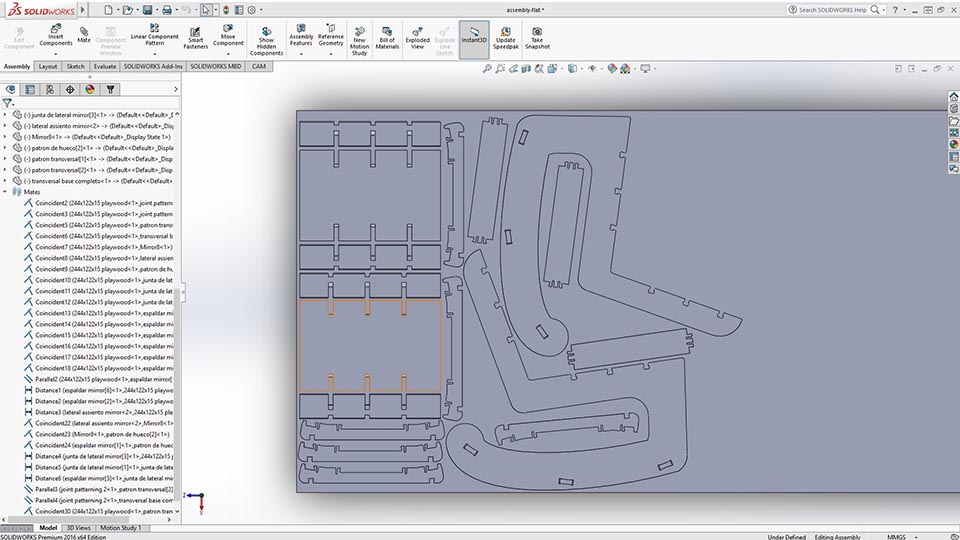 SOLIDWORKS
assembly-flat *
Search SOLIDWORKS Help
Edit Component
Insert Components
Mate
Component Preview Window
Linear Component Pattern
Smart Fasteners
Move Component
Show Hidden Components
Assembly Features
Reference Geometry
New Motion Study
Bill of Materials
Exploded View
Explode Line Sketch
Instant3D
Update Speedpak
Take Snapshot
Assembly Layout Sketch Evaluate SOLIDWORKS Add-Ins SOLIDWORKS MBD CAM
(-) junta de lateral mirror[3]<1> -> (Default<<Default>_D
(-) lateral asiento mirror<2> -> (Default<<Default>_Disp
(-) Mirror8<1> -> (Default<<Default>_Display State 1>)
(-) patron de hueco[2]<1> -> (Default<<Default>_Displa
(-) patron transversal[1]<1> -> (Default<<Default>_Disp
(-) patron transversal[2]<1> -> (Default<<Default>_Disp
(-) transversal base completo<1> -> (Default<<Default>
Mates
Coincident2 (244x122x15 playwood<1>,joint pattern
Coincident5 (244x122x15 playwood<1>,patron trans
Coincident6 (244x122x15 playwood<1>,transversal b
Coincident7 (244x122x15 playwood<1>,Mirror8<1>)
Coincident8 (244x122x15 playwood<1>,lateral asient
Coincident9 (244x122x15 playwood<1>,patron de hu
Coincident10 (244x122x15 playwood<1>,junta de lat
Coincident11 (244x122x15 playwood<1>,junta de lat
Coincident12 (244x122x15 playwood<1>,junta de lat
Coincident13 (244x122x15 playwood<1>,espaldar mi
Coincident14 (244x122x15 playwood<1>,espaldar mi
Coincident15 (244x122x15 playwood<1>,espaldar mi
Coincident16 (244x122x15 playwood<1>,espaldar mi
Coincident17 (244x122x15 playwood<1>,espaldar mi
Coincident18 (244x122x15 playwood<1>,espaldar mi
Parallel2 (244x122x15 playwood<1>,espaldar mirror[
Distance1 (espaldar mirror[6]<1>,244x122x15 playwo
Distance2 (espaldar mirror[2]<1>,244x122x15 playwo
Distance3 (lateral asiento mirror<2>,244x122x15 play
Coincident22 (lateral asiento mirror<2>,Mirror8<1>
Coincident23 (Mirror8<1>,patron de hueco[2]<1>)
Coincident24 (espaldar mirror[1]<1>,patron de huec
Distance4 (junta de lateral mirror[3]<1>,244x122x15 p
Distance5 (junta de lateral mirror[1]<1>,junta de late
Distance6 (espaldar mirror[5]<1>,junta de lateral mir
Parallel3 (joint patterning 2<1>,patron transversal[2]
Parallel4 (joint patterning 2<1>,transversal base com
Coincident30 (244x122x15 playwood<1>,patron tran
Z
X
Model 3D Views Motion Study 1
SOLIDWORKS Premium 2016 x64 Edition
Under Defined Editing Assembly MMGS